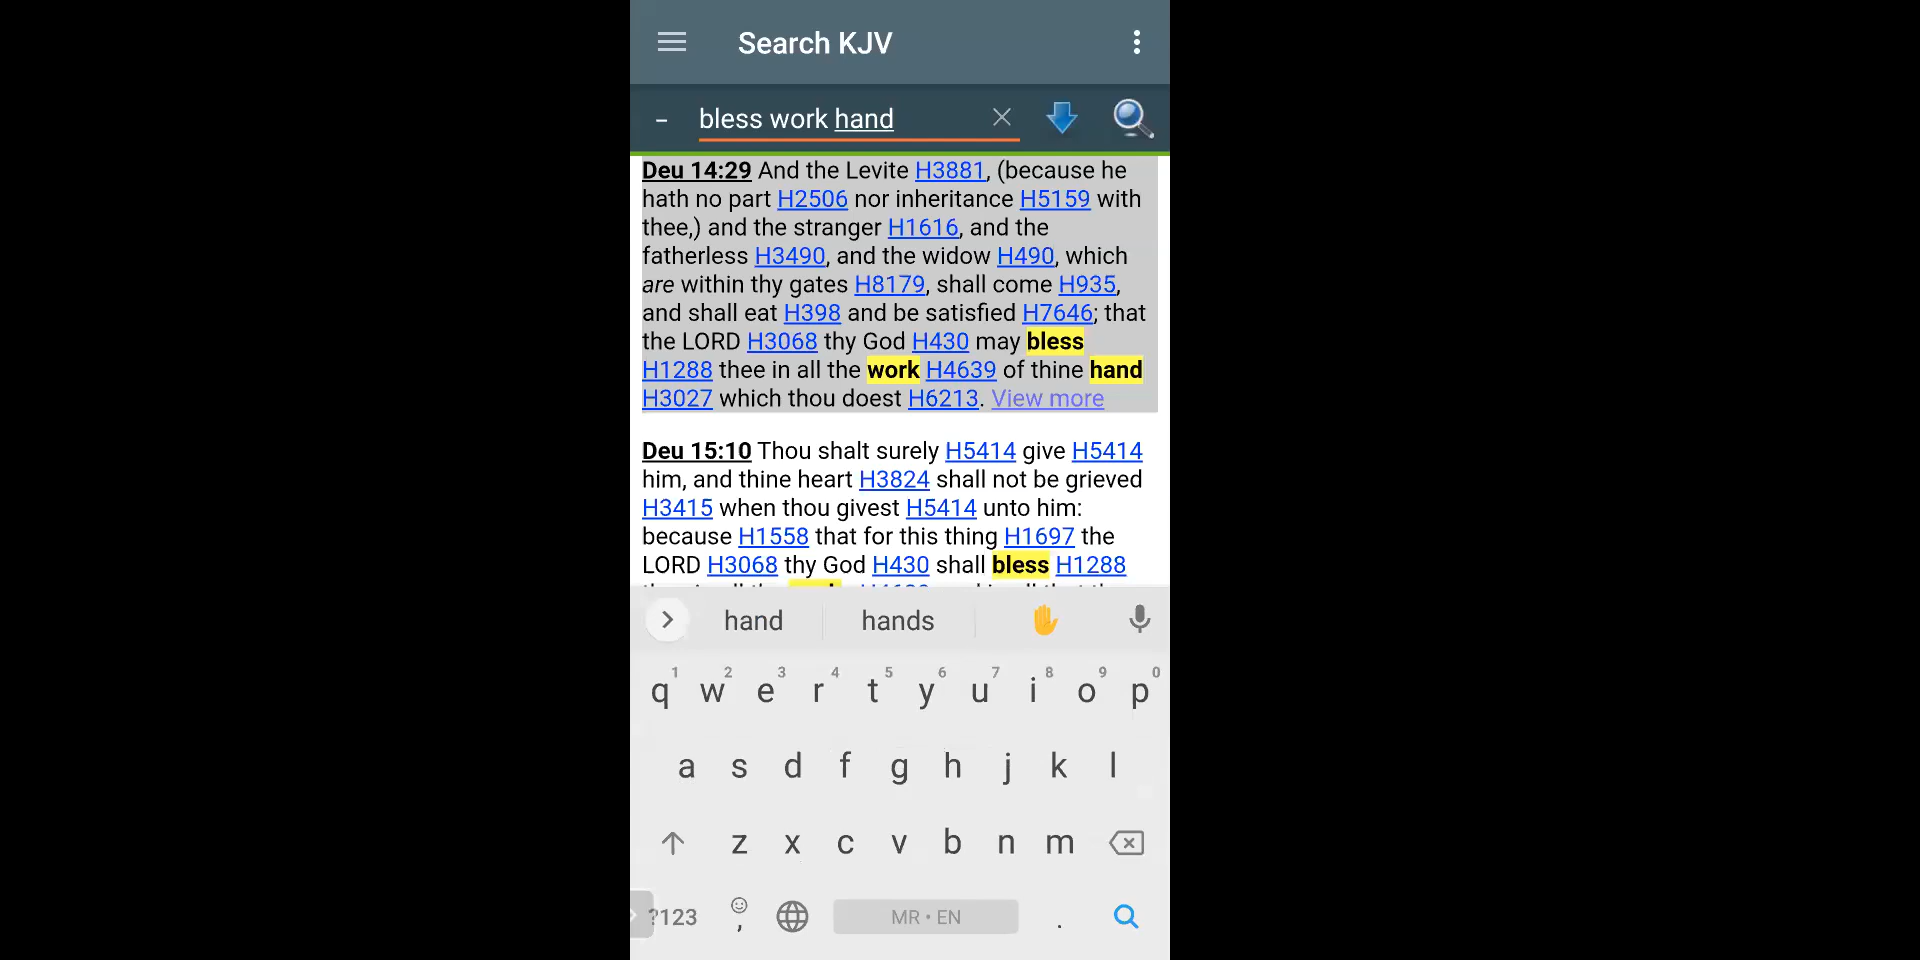 Search KJV
– bless work hand
Deu 14:29 And the Levite H3881, (because he
hath no part H2506 nor inheritance H5159 with
thee,) and the stranger H1616, and the
fatherless H3490, and the widow H490, which
are within thy gates H8179, shall come H935,
and shall eat H398 and be satisfied H7646; that
the LORD H3068 thy God H430 may bless
H1288 thee in all the work H4639 of thine hand
H3027 which thou doest H6213. View more
Deu 15:10 Thou shalt surely H5414 give H5414
him, and thine heart H3824 shall not be grieved
H3415 when thou givest H5414 unto him:
because H1558 that for this thing H1697 the
LORD H3068 thy God H430 shall bless H1288
hand hands ✋
1 2 3 4 5 6 7 8 9 0
q w e r t y u i o p
a s d f g h j k l
z x c v b n m
?123 , MR • EN .